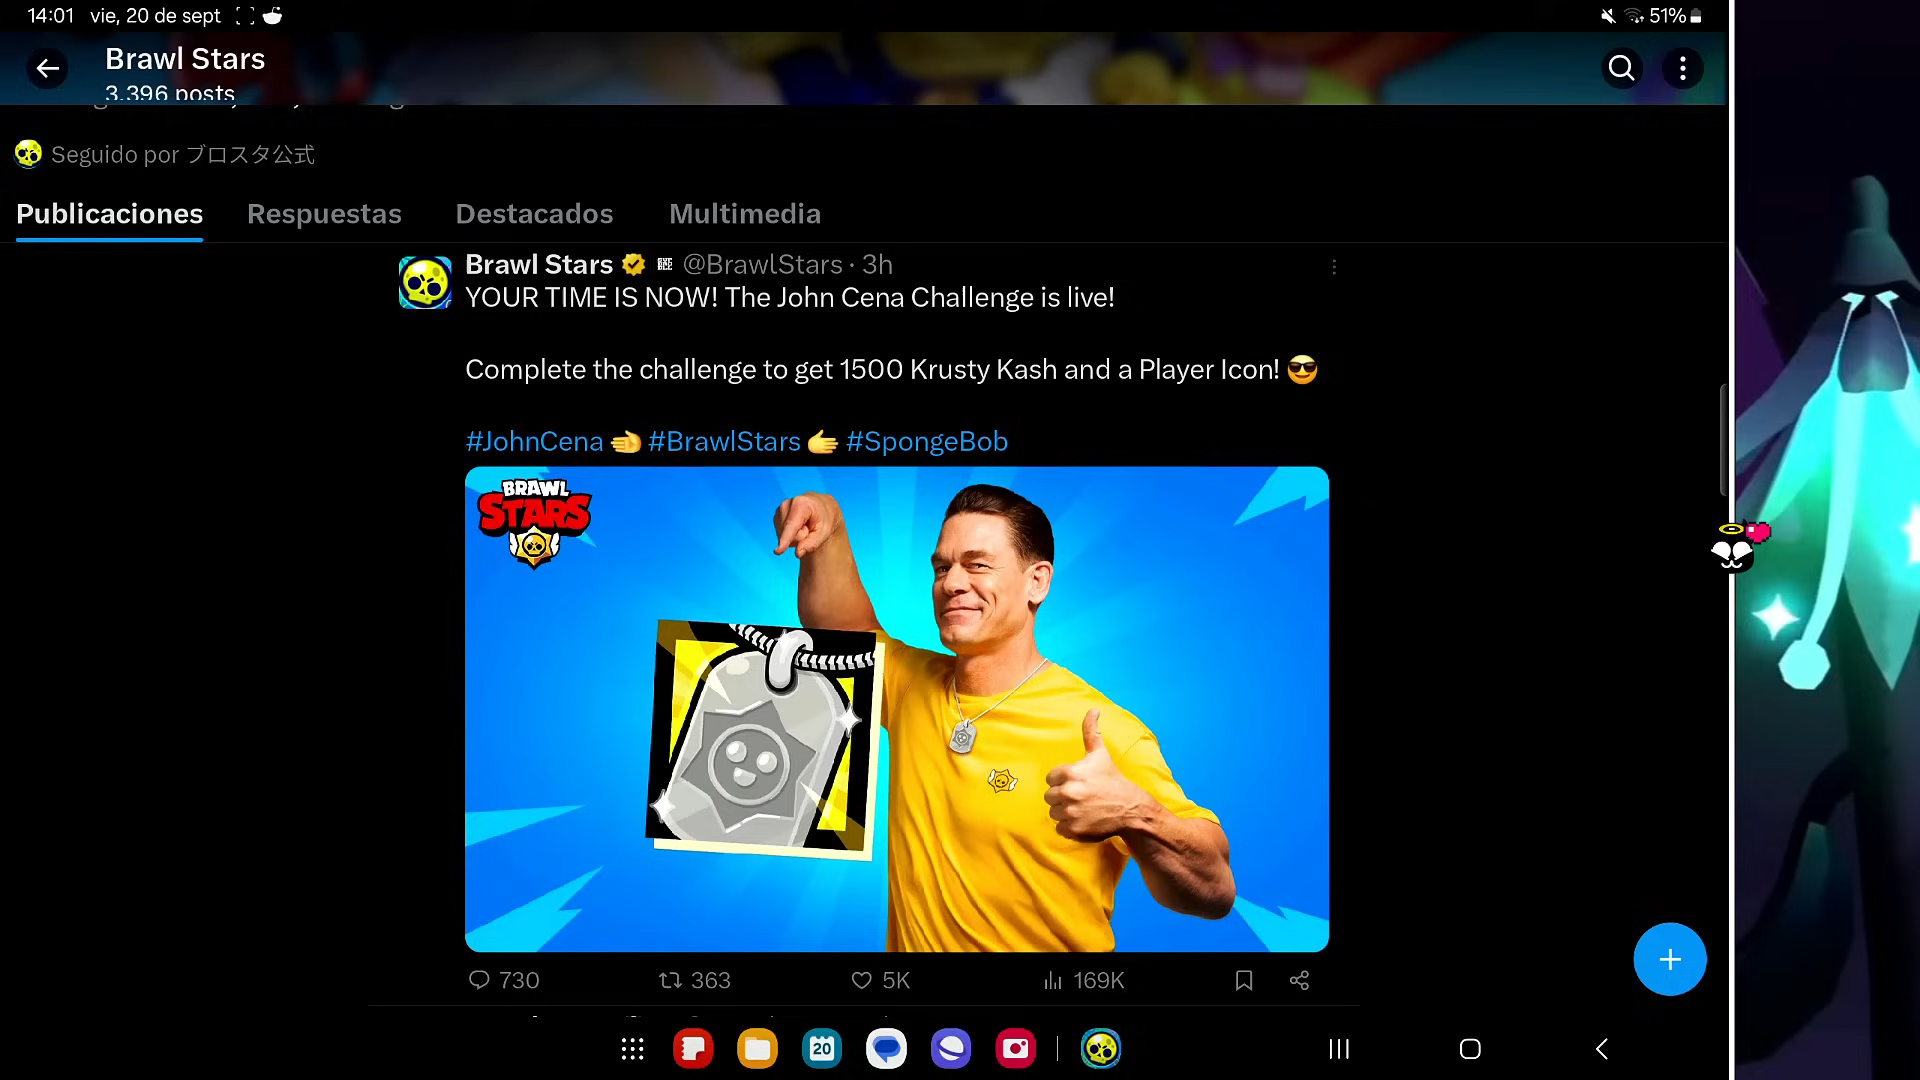 14:01 vie, 20 de sept
51%
Brawl Stars
3.396 posts
Seguido por ブロスタ公式
Publicaciones Respuestas Destacados Multimedia
Brawl Stars @BrawlStars · 3h
YOUR TIME IS NOW! The John Cena Challenge is live!
Complete the challenge to get 1500 Krusty Kash and a Player Icon! 😎
#JohnCena 🫲 #BrawlStars 🫱 #SpongeBob
BRAWL
STARS
730 363 5K 169K
20